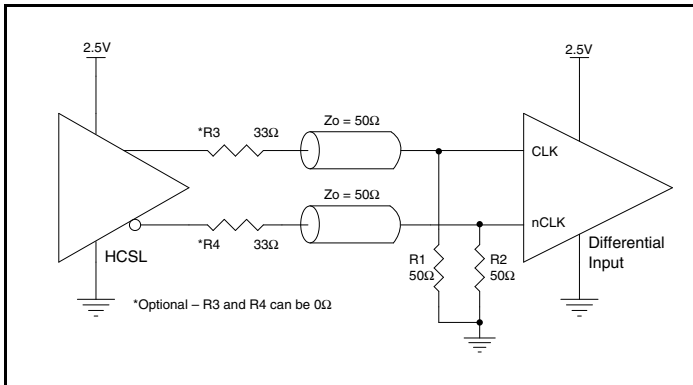 2.5V
2.5V
*R3
33Ω
Zo = 50Ω
CLK
Zo = 50Ω
nCLK
*R4
33Ω
HCSL
R1
50Ω
R2
50Ω
Differential
Input
*Optional – R3 and R4 can be 0Ω